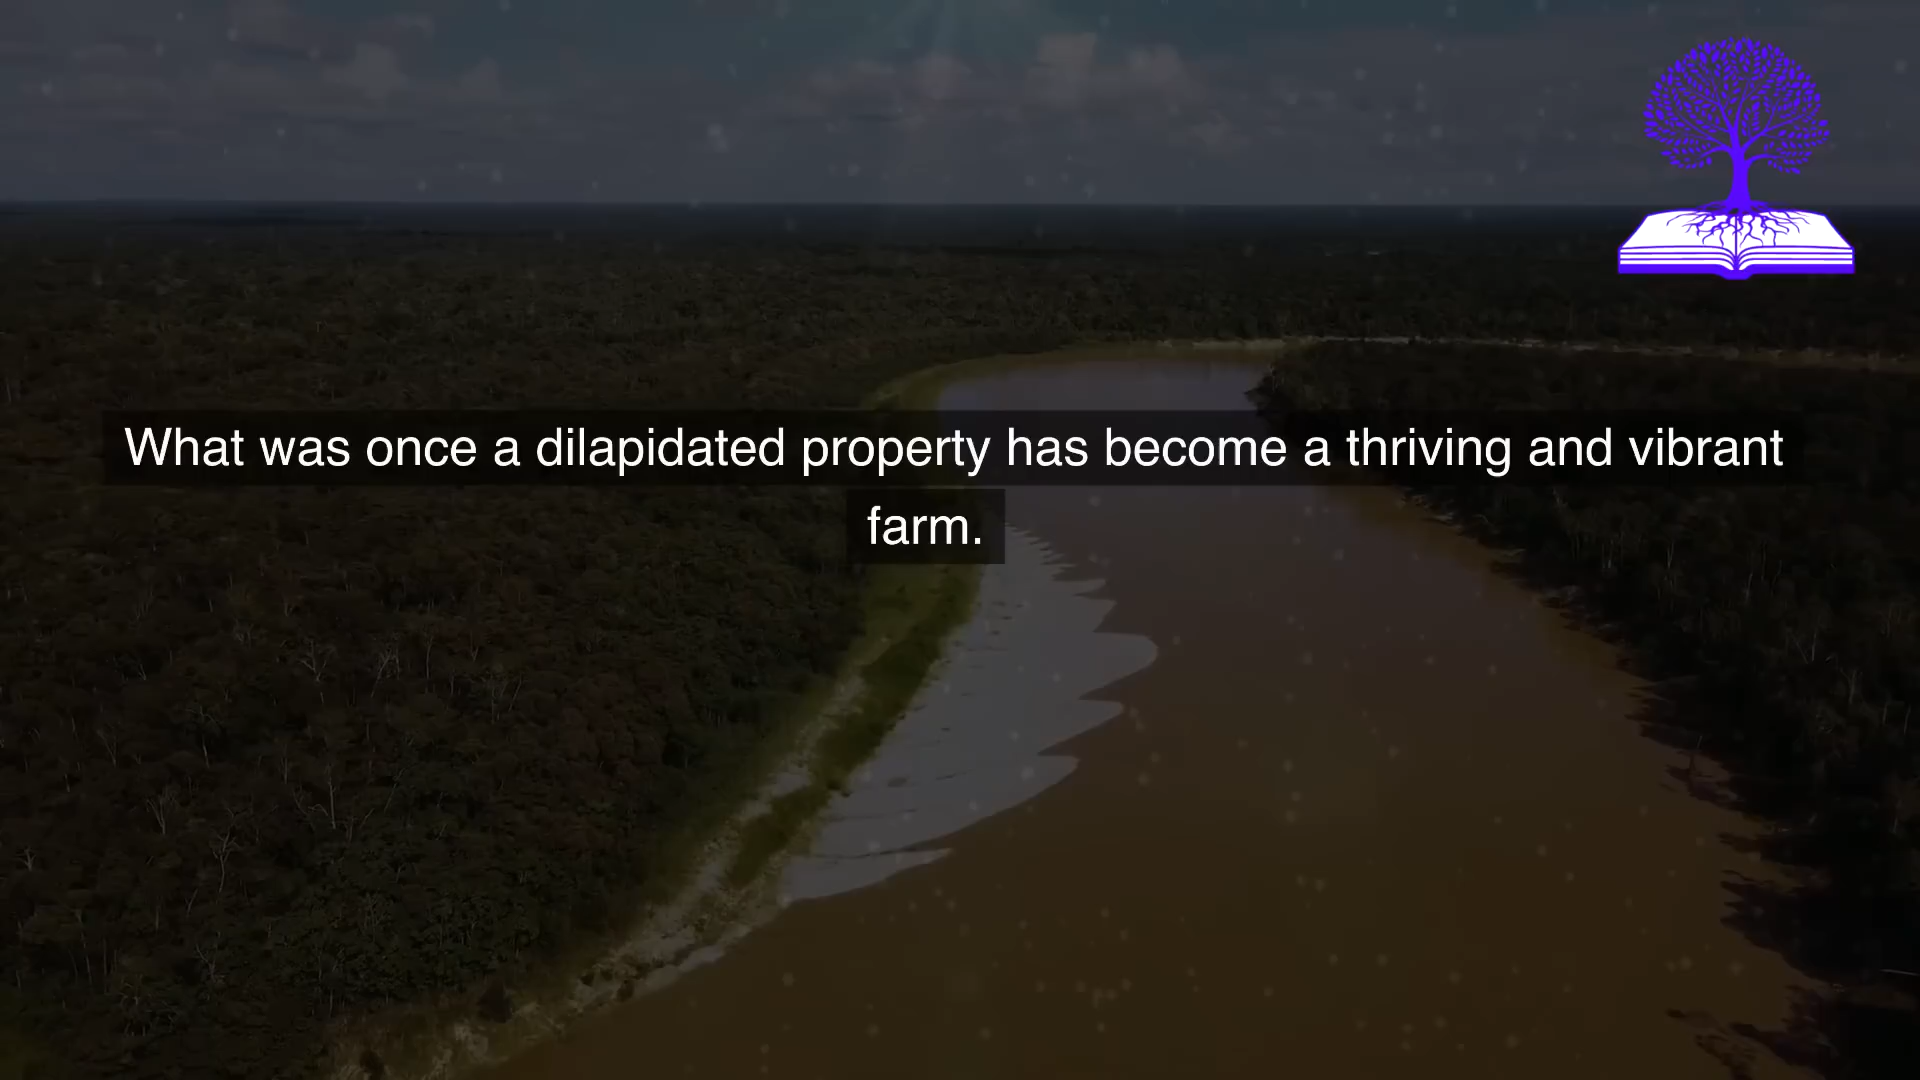 What was once a dilapidated property has become a thriving and vibrant
farm.